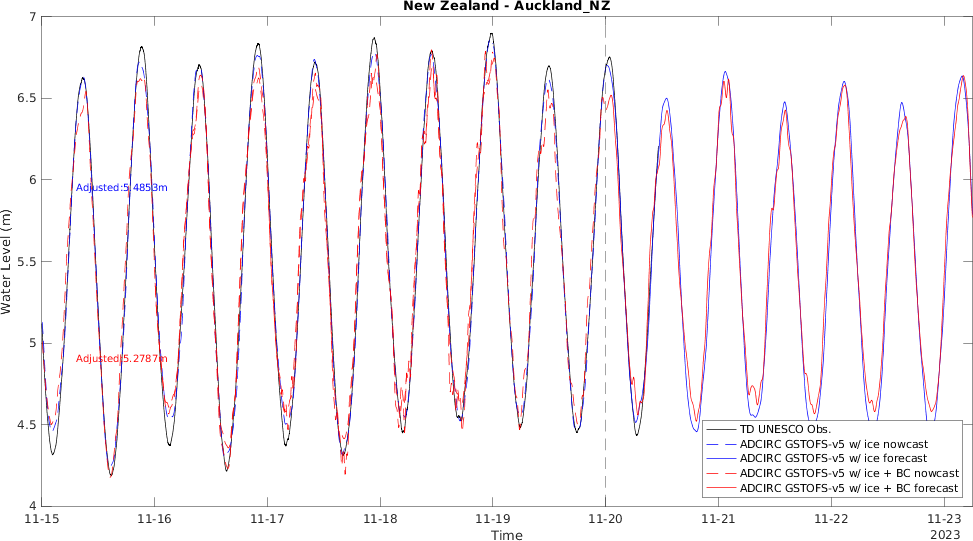 New Zealand - Auckland_NZ
7
6.5
6
5.5
5
4.5
4
Water Level (m)
Adjusted:5.4853m
Adjusted:5.2787m
TD UNESCO Obs.
ADCIRC GSTOFS-v5 w/ ice nowcast
ADCIRC GSTOFS-v5 w/ ice forecast
ADCIRC GSTOFS-v5 w/ ice + BC nowcast
ADCIRC GSTOFS-v5 w/ ice + BC forecast
11-15
11-16
11-17
11-18
11-19
11-20
11-21
11-22
11-23
2023
Time